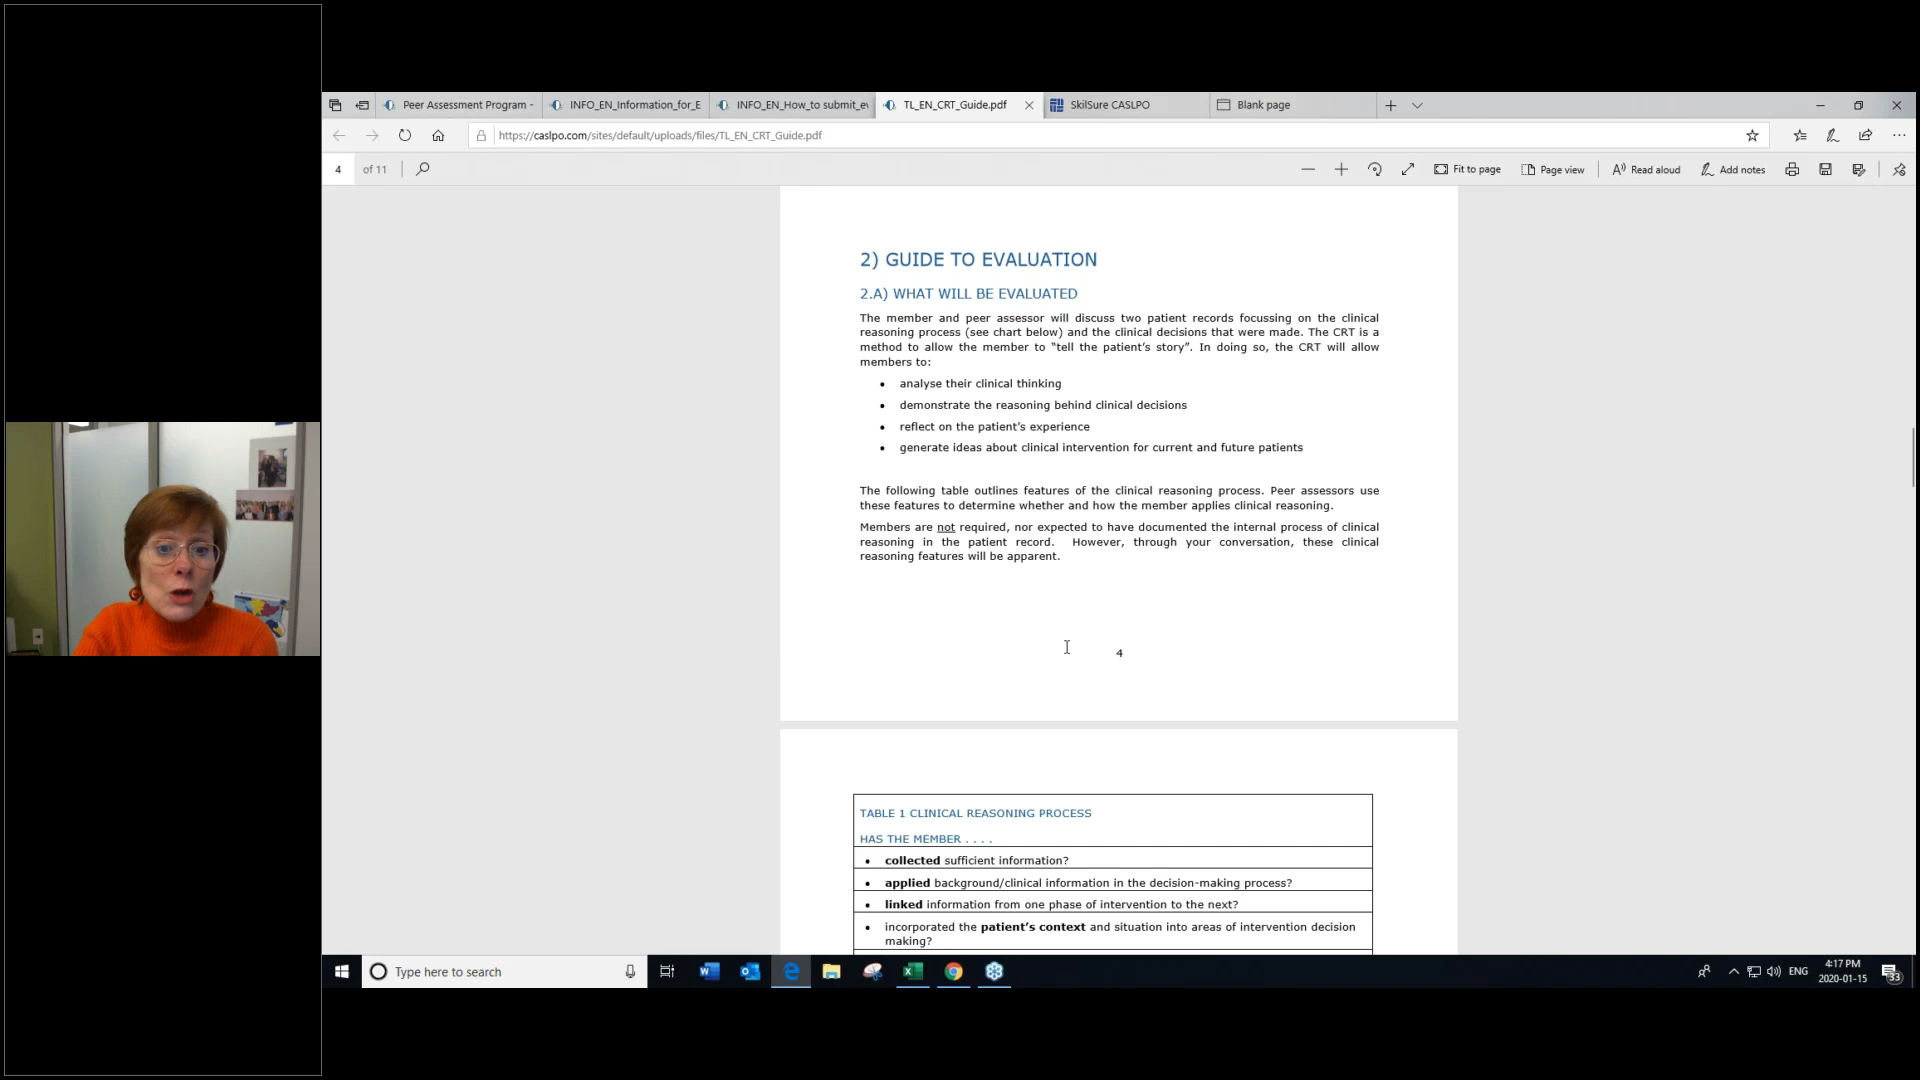 Peer Assessment Program -
INFO_EN_Information_for_E
INFO_EN_How_to submit_ev
TL_EN_CRT_Guide.pdf
SkilSure CASLPO
Blank page
https://caslpo.com/sites/default/uploads/files/TL_EN_CRT_Guide.pdf
4 of 11
Fit to page
Page view
Read aloud
Add notes
2) GUIDE TO EVALUATION
2.A) WHAT WILL BE EVALUATED
The member and peer assessor will discuss two patient records focussing on the clinical
reasoning process (see chart below) and the clinical decisions that were made. The CRT is a
method to allow the member to “tell the patient’s story”. In doing so, the CRT will allow
members to:
• analyse their clinical thinking
• demonstrate the reasoning behind clinical decisions
• reflect on the patient’s experience
• generate ideas about clinical intervention for current and future patients
The following table outlines features of the clinical reasoning process. Peer assessors use
these features to determine whether and how the member applies clinical reasoning.
Members are not required, nor expected to have documented the internal process of clinical
reasoning in the patient record. However, through your conversation, these clinical
reasoning features will be apparent.
4
TABLE 1 CLINICAL REASONING PROCESS
HAS THE MEMBER . . . .
• collected sufficient information?
• applied background/clinical information in the decision-making process?
• linked information from one phase of intervention to the next?
• incorporated the patient’s context and situation into areas of intervention decision
making?
Type here to search
ENG
4:17 PM
2020-01-15
33